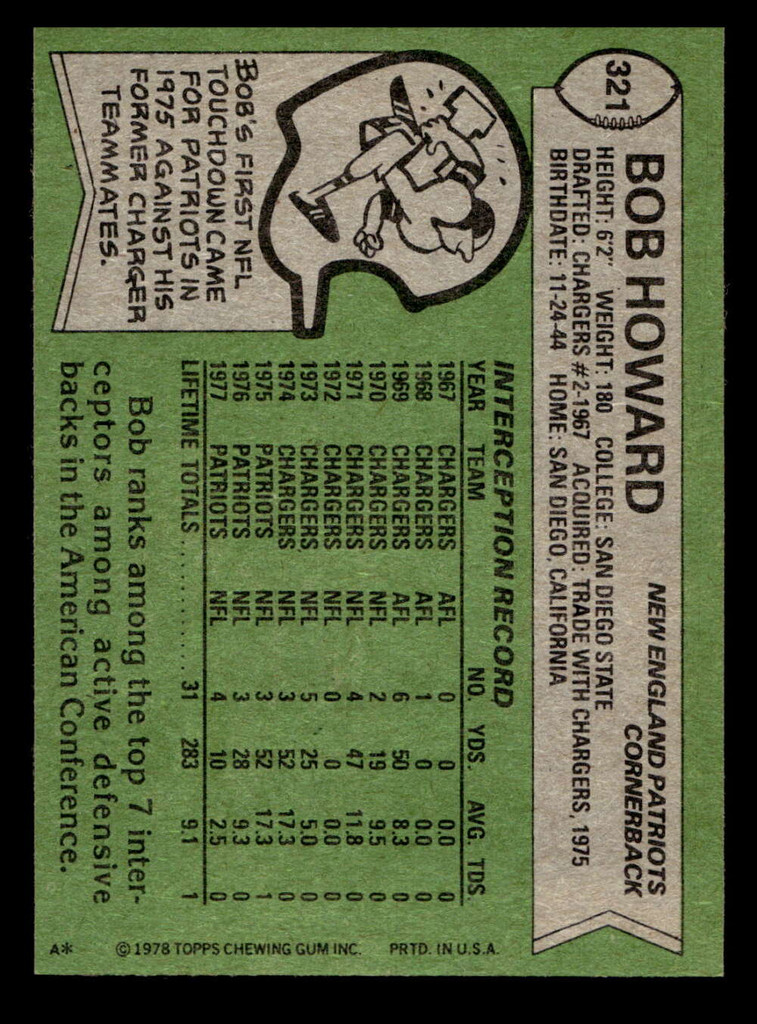 321
BOB HOWARD
NEW ENGLAND PATRIOTS
CORNERBACK
HEIGHT: 6'2" WEIGHT: 180 COLLEGE: SAN DIEGO STATE
DRAFTED: CHARGERS #2-1967 ACQUIRED: TRADE WITH CHARGERS, 1975
BIRTHDATE: 11-24-44 HOME: SAN DIEGO, CALIFORNIA
BOB'S FIRST NFL
TOUCHDOWN CAME
FOR PATRIOTS IN
1975 AGAINST HIS
FORMER CHARGER
TEAMMATES.
INTERCEPTION RECORD
YEAR TEAM NO. YDS. AVG. TDS.
1967 CHARGERS AFL 0 0 0.0 0
1968 CHARGERS AFL 1 0 0.0 0
1969 CHARGERS AFL 6 50 8.3 0
1970 CHARGERS NFL 2 19 9.5 0
1971 CHARGERS NFL 4 47 11.8 0
1972 CHARGERS NFL 0 0 0.0 0
1973 CHARGERS NFL 5 25 5.0 0
1974 CHARGERS NFL 3 52 17.3 0
1975 PATRIOTS NFL 3 52 17.3 1
1976 PATRIOTS NFL 3 28 9.3 0
1977 PATRIOTS NFL 4 10 2.5 0
LIFETIME TOTALS ............ 31 283 9.1 1
Bob ranks among the top 7 inter-
ceptors among active defensive
backs in the American Conference.
A* © 1978 TOPPS CHEWING GUM INC. PRTD. IN U.S.A.